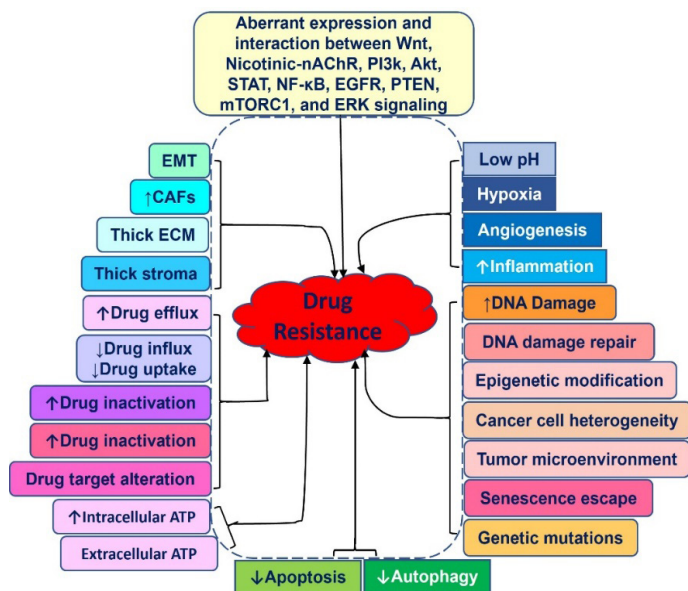 Aberrant expression and
interaction between Wnt,
Nicotinic-nAChR, PI3k, Akt,
STAT, NF-κB, EGFR, PTEN,
mTORC1, and ERK signaling
EMT
↑CAFs
Thick ECM
Thick stroma
↑Drug efflux
↓Drug influx
↓Drug uptake
↑Drug inactivation
↑Drug inactivation
Drug target alteration
↑Intracellular ATP
Extracellular ATP
Drug
Resistance
Low pH
Hypoxia
Angiogenesis
↑Inflammation
↑DNA Damage
DNA damage repair
Epigenetic modification
Cancer cell heterogeneity
Tumor microenvironment
Senescence escape
Genetic mutations
↓Apoptosis
↓Autophagy